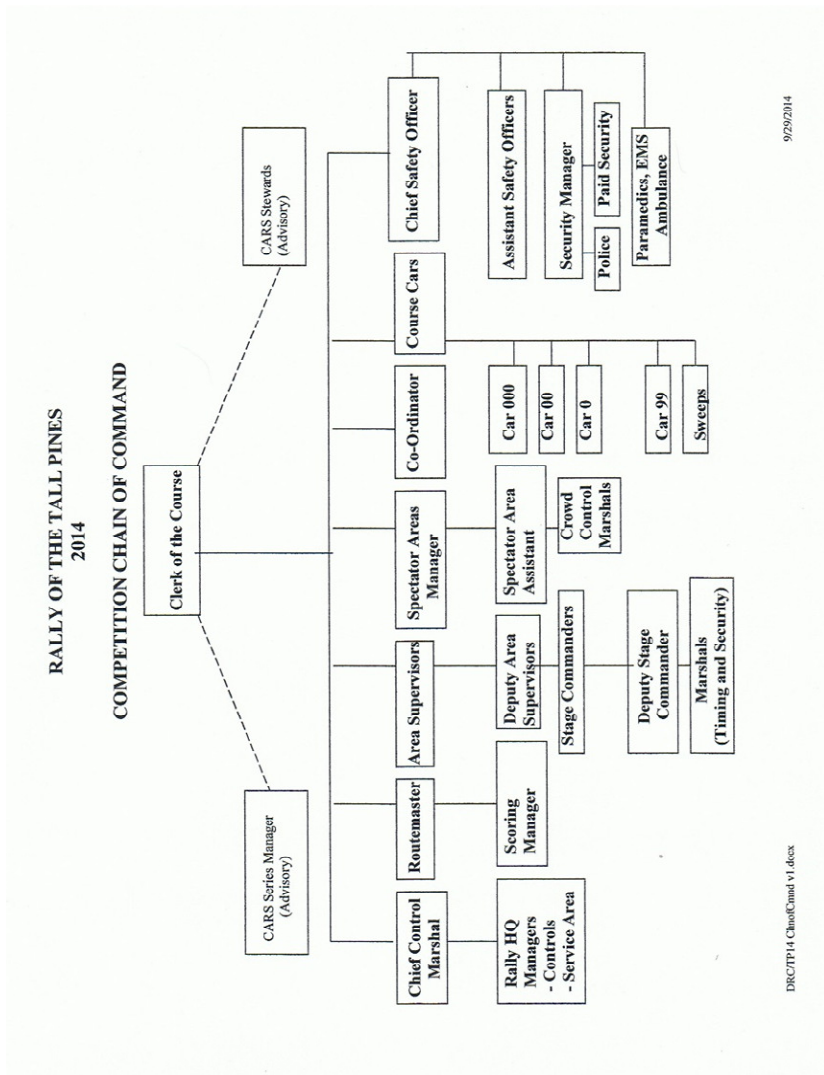 RALLY OF THE TALL PINES
2014
COMPETITION CHAIN OF COMMAND
Clerk of the Course
CARS Series Manager
(Advisory)
CARS Stewards
(Advisory)
Chief Control
Marshal
Routemaster
Area Supervisors
Spectator Areas
Manager
Co-Ordinator
Course Cars
Chief Safety Officer
Rally HQ
Managers
- Controls
- Service Area
Scoring
Manager
Deputy Area
Supervisors
Stage Commanders
Deputy Stage
Commander
Marshals
(Timing and Security)
Spectator Area
Assistant
Crowd
Control
Marshals
Car 000
Car 00
Car 0
Car 99
Sweeps
Assistant Safety Officers
Security Manager
Police
Paid Security
Paramedics, EMS
Ambulance
DRC/TP14 ChnofCmnd v1.docx
9/29/2014